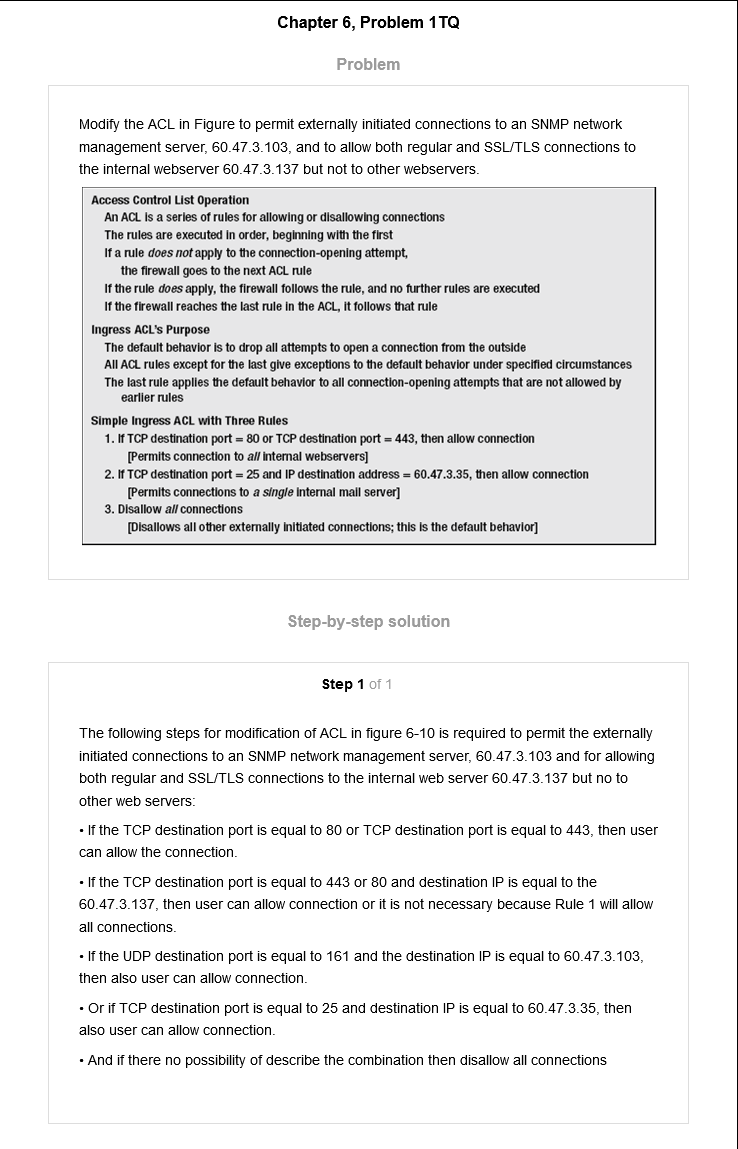 Chapter 6, Problem 1TQ
Problem
Modify the ACL in Figure to permit externally initiated connections to an SNMP network
management server, 60.47.3.103, and to allow both regular and SSL/TLS connections to
the internal webserver 60.47.3.137 but not to other webservers.
Access Control List Operation
An ACL is a series of rules for allowing or disallowing connections
The rules are executed in order, beginning with the first
If a rule does not apply to the connection-opening attempt,
the firewall goes to the next ACL rule
If the rule does apply, the firewall follows the rule, and no further rules are executed
If the firewall reaches the last rule in the ACL, it follows that rule
Ingress ACL's Purpose
The default behavior is to drop all attempts to open a connection from the outside
All ACL rules except for the last give exceptions to the default behavior under specified circumstances
The last rule applies the default behavior to all connection-opening attempts that are not allowed by
earlier rules
Simple Ingress ACL with Three Rules
1. If TCP destination port = 80 or TCP destination port = 443, then allow connection
[Permits connection to all internal webservers]
2. If TCP destination port = 25 and IP destination address = 60.47.3.35, then allow connection
[Permits connections to a single internal mail server]
3. Disallow all connections
[Disallows all other externally initiated connections; this is the default behavior]
Step-by-step solution
Step 1 of 1
The following steps for modification of ACL in figure 6-10 is required to permit the externally
initiated connections to an SNMP network management server, 60.47.3.103 and for allowing
both regular and SSL/TLS connections to the internal web server 60.47.3.137 but no to
other web servers:
• If the TCP destination port is equal to 80 or TCP destination port is equal to 443, then user
can allow the connection.
• If the TCP destination port is equal to 443 or 80 and destination IP is equal to the
60.47.3.137, then user can allow connection or it is not necessary because Rule 1 will allow
all connections.
• If the UDP destination port is equal to 161 and the destination IP is equal to 60.47.3.103,
then also user can allow connection.
• Or if TCP destination port is equal to 25 and destination IP is equal to 60.47.3.35, then
also user can allow connection.
• And if there no possibility of describe the combination then disallow all connections